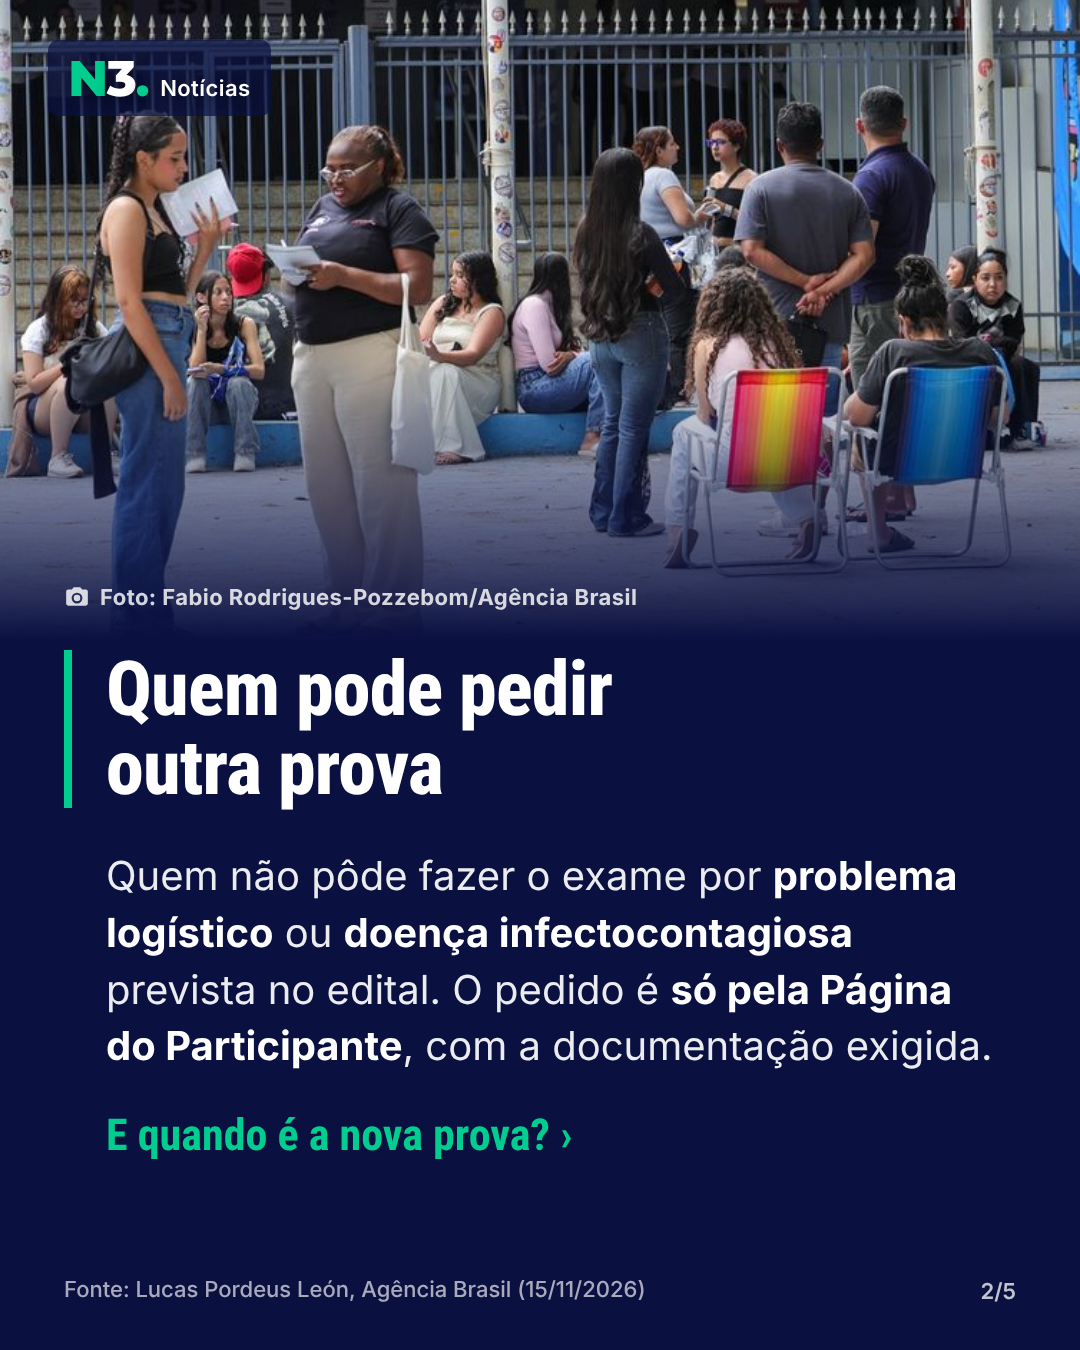 N3. Notícias
Foto: Fabio Rodrigues-Pozzebom/Agência Brasil
Quem pode pedir
outra prova
Quem não pôde fazer o exame por problema
logístico ou doença infectocontagiosa
prevista no edital. O pedido é só pela Página
do Participante, com a documentação exigida.
E quando é a nova prova? ›
Fonte: Lucas Pordeus León, Agência Brasil (15/11/2026)
2/5